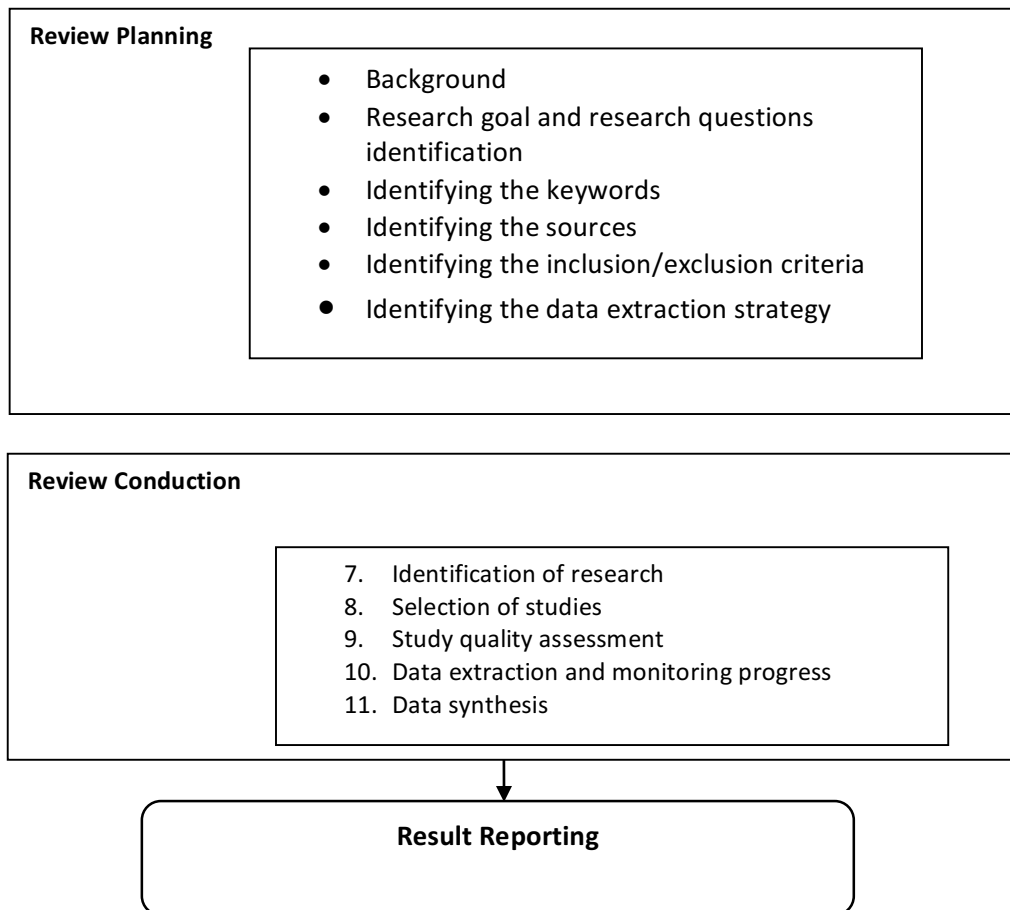 Review Planning
• Background
• Research goal and research questions
identification
• Identifying the keywords
• Identifying the sources
• Identifying the inclusion/exclusion criteria
• Identifying the data extraction strategy
Review Conduction
7. Identification of research
8. Selection of studies
9. Study quality assessment
10. Data extraction and monitoring progress
11. Data synthesis
Result Reporting